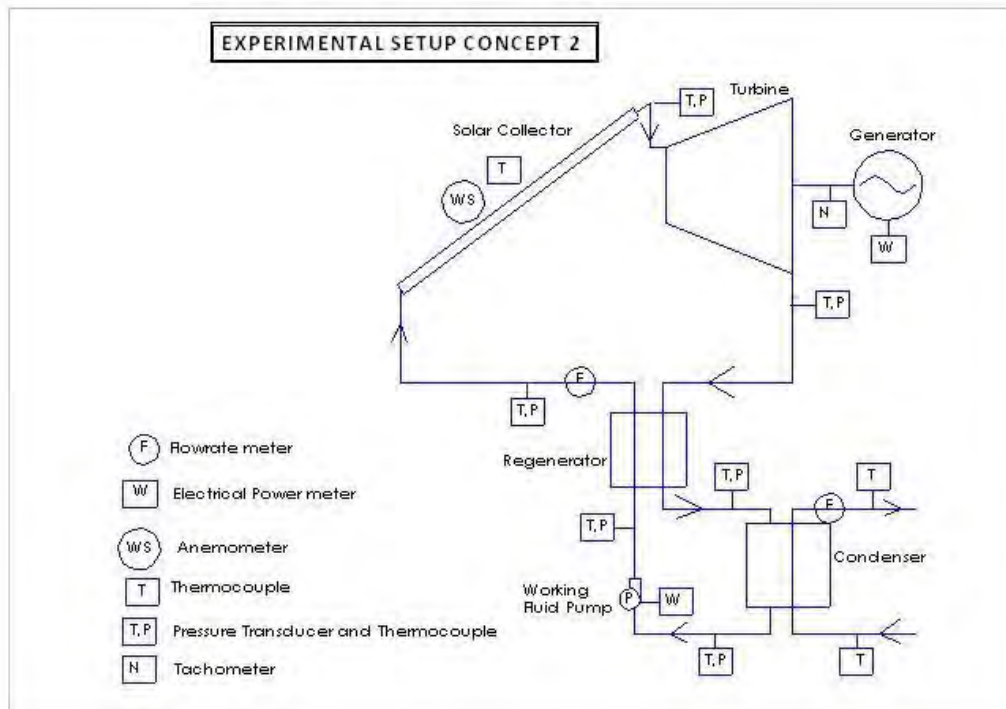 EXPERIMENTAL SETUP CONCEPT 2
Turbine
T,P
Solar Collector
Generator
T
WS
N
W
T,P
F
T,P
F
Flowrate meter
Regenerator
T,P
T
W
Electrical Power meter
F
T,P
WS
Anemometer
Condenser
T
Thermocouple
Working
Fluid Pump
P
W
T,P
Pressure Transducer and Thermocouple
T,P
T
N
Tachometer